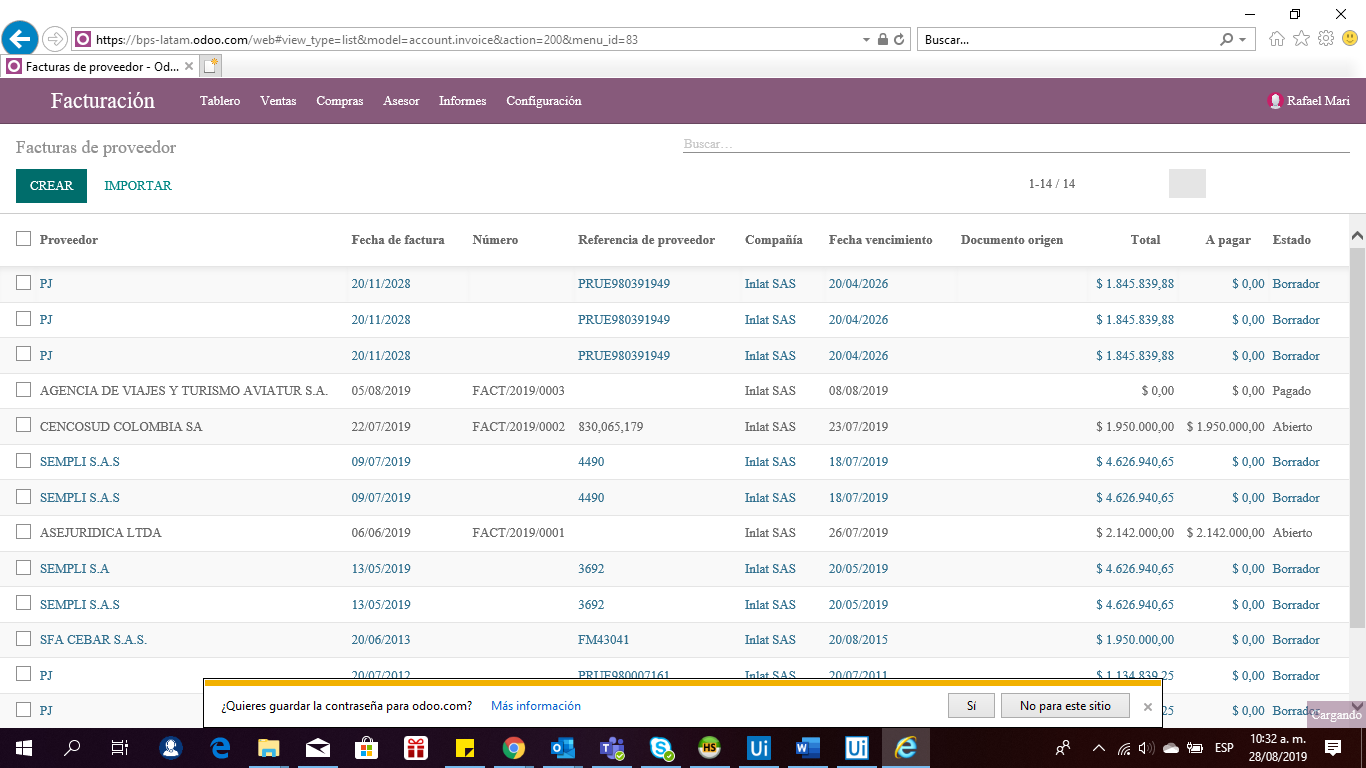 https://bps-latam.odoo.com/web#view_type=list&model=account.invoice&action=200&menu_id=83
Buscar...
Facturas de proveedor - Od...
Facturación Tablero Ventas Compras Asesor Informes Configuración Rafael Mari
Facturas de proveedor
Buscar...
CREAR IMPORTAR 1-14 / 14
Proveedor Fecha de factura Número Referencia de proveedor Compañía Fecha vencimiento Documento origen Total A pagar Estado
PJ 20/11/2028 PRUE980391949 Inlat SAS 20/04/2026 $ 1.845.839,88 $ 0,00 Borrador
PJ 20/11/2028 PRUE980391949 Inlat SAS 20/04/2026 $ 1.845.839,88 $ 0,00 Borrador
PJ 20/11/2028 PRUE980391949 Inlat SAS 20/04/2026 $ 1.845.839,88 $ 0,00 Borrador
AGENCIA DE VIAJES Y TURISMO AVIATUR S.A. 05/08/2019 FACT/2019/0003 Inlat SAS 08/08/2019 $ 0,00 $ 0,00 Pagado
CENCOSUD COLOMBIA SA 22/07/2019 FACT/2019/0002 830,065,179 Inlat SAS 23/07/2019 $ 1.950.000,00 $ 1.950.000,00 Abierto
SEMPLI S.A.S 09/07/2019 4490 Inlat SAS 18/07/2019 $ 4.626.940,65 $ 0,00 Borrador
SEMPLI S.A.S 09/07/2019 4490 Inlat SAS 18/07/2019 $ 4.626.940,65 $ 0,00 Borrador
ASEJURIDICA LTDA 06/06/2019 FACT/2019/0001 Inlat SAS 26/07/2019 $ 2.142.000,00 $ 2.142.000,00 Abierto
SEMPLI S.A 13/05/2019 3692 Inlat SAS 20/05/2019 $ 4.626.940,65 $ 0,00 Borrador
SEMPLI S.A.S 13/05/2019 3692 Inlat SAS 20/05/2019 $ 4.626.940,65 $ 0,00 Borrador
SFA CEBAR S.A.S. 20/06/2013 FM43041 Inlat SAS 20/08/2015 $ 1.950.000,00 $ 0,00 Borrador
PJ 20/07/2012 PRUE980007161 Inlat SAS 20/07/2011 $ 1.134.839,25 $ 0,00 Borrador
PJ $ 0,00 Borrador
¿Quieres guardar la contraseña para odoo.com? Más información Sí No para este sitio
Cargando
ESP 10:32 a. m.
28/08/2019